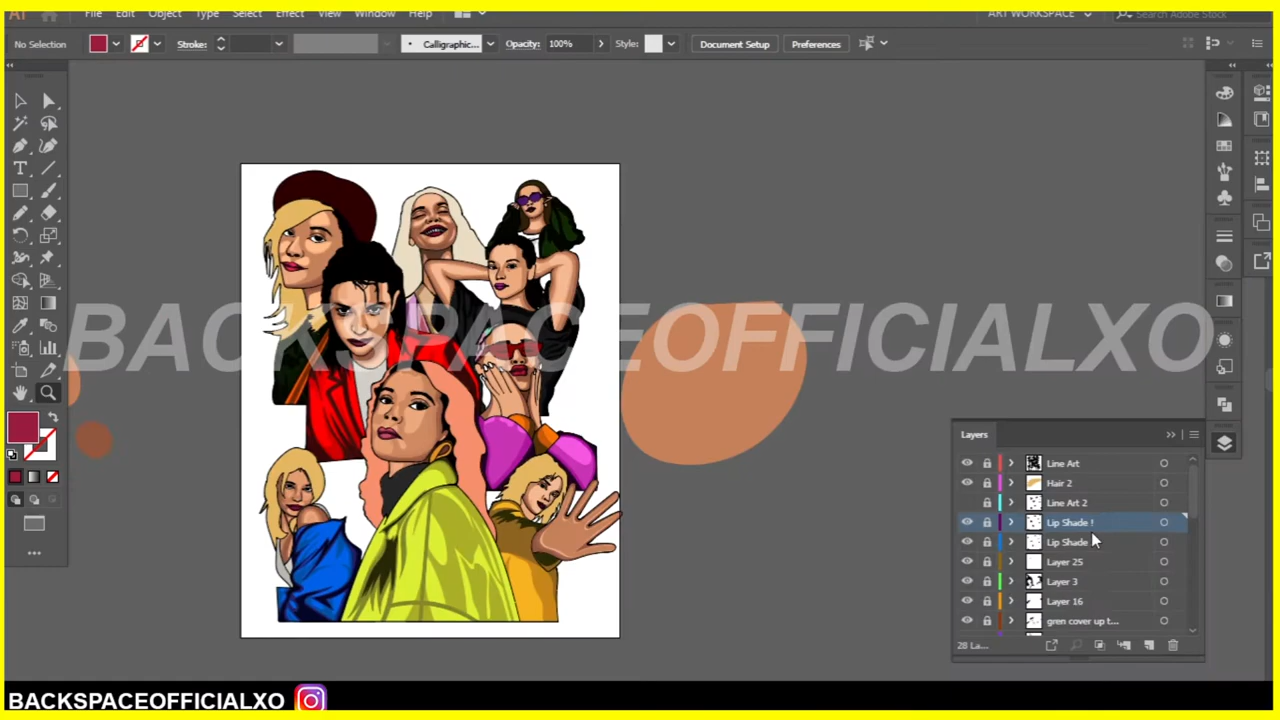 Ai File Edit Object Type Select Effect View Window Help ART WORKSPACE Search Adobe Stock
No Selection Stroke: Calligraphic... Opacity: 100% Style: Document Setup Preferences
BACKSPACEOFFICIALXO
Layers
Line Art
Hair 2
Line Art 2
Lip Shade !
Lip Shade
Layer 25
Layer 3
Layer 16
gren cover up t...
28 La...
BACKSPACEOFFICIALXO